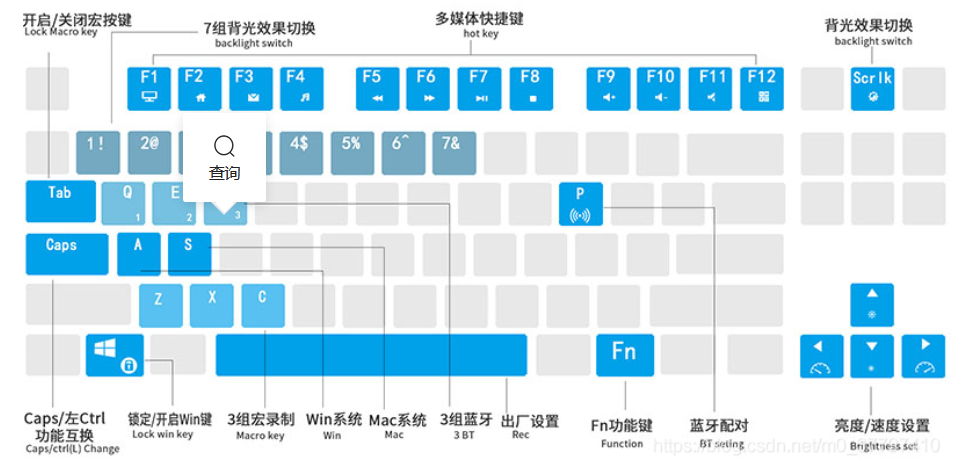 开启/关闭宏按键
Lock Macro key
7组背光效果切换
backlight switch
多媒体快捷键
hot key
背光效果切换
backlight switch
F1 F2 F3 F4 F5 F6 F7 F8 F9 F10 F11 F12 Scrlk
1! 2@ 4$ 5% 6^ 7&
查询
Tab Q 1 E 2 3 P
Caps A S
Z X C
Fn
Caps/左Ctrl
功能互换
Caps/ctrl(L) Change
锁定/开启Win键
Lock win key
3组宏录制
Macro key
Win系统
Win
Mac系统
Mac
3组蓝牙
3 BT
出厂设置
Rec
Fn功能键
Function
蓝牙配对
BT seting
亮度/速度设置
Brightness set